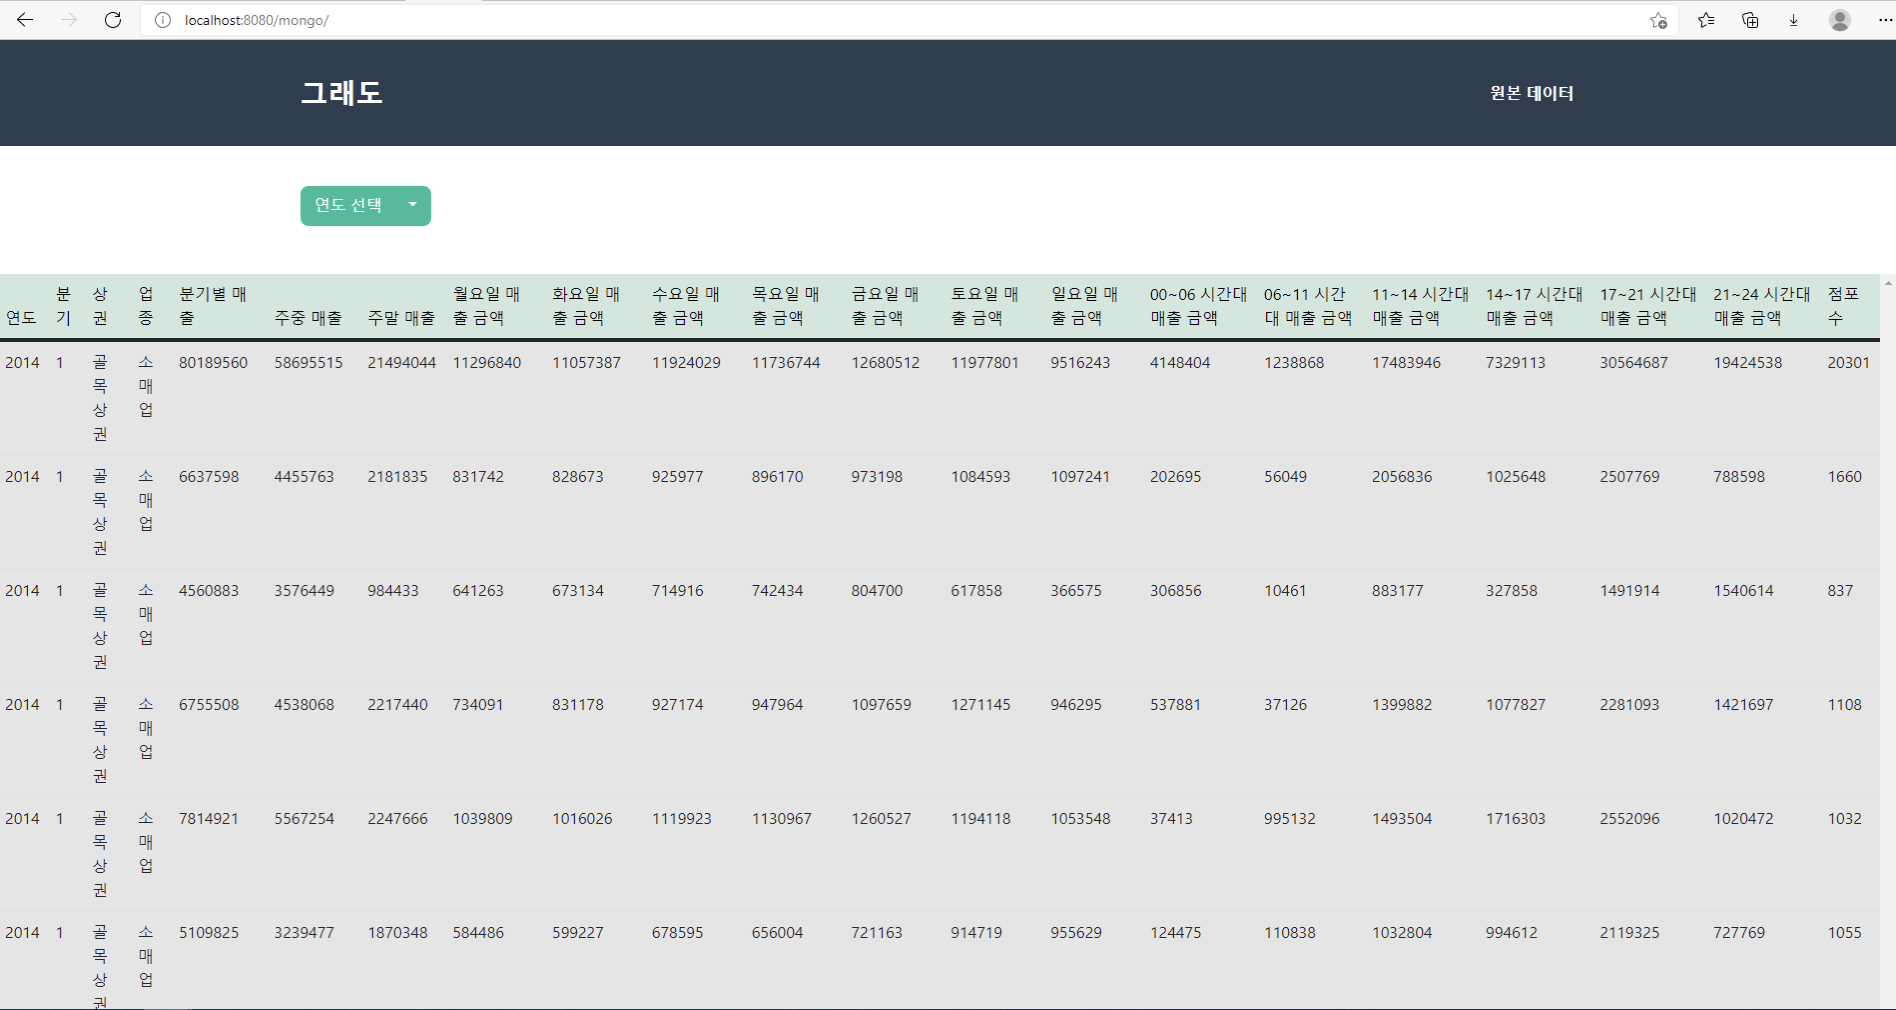 localhost:8080/mongo/
그래도 원본 데이터
연도 선택
연도 분기 상권 업종 분기별 매출 주중 매출 주말 매출 월요일 매출 금액 화요일 매출 금액 수요일 매출 금액 목요일 매출 금액 금요일 매출 금액 토요일 매출 금액 일요일 매출 금액 00~06 시간대 매출 금액 06~11 시간대 매출 금액 11~14 시간대 매출 금액 14~17 시간대 매출 금액 17~21 시간대 매출 금액 21~24 시간대 매출 금액 점포수
2014 1 골목상권 소매업 80189560 58695515 21494044 11296840 11057387 11924029 11736744 12680512 11977801 9516243 4148404 1238868 17483946 7329113 30564687 19424538 20301
2014 1 골목상권 소매업 6637598 4455763 2181835 831742 828673 925977 896170 973198 1084593 1097241 202695 56049 2056836 1025648 2507769 788598 1660
2014 1 골목상권 소매업 4560883 3576449 984433 641263 673134 714916 742434 804700 617858 366575 306856 10461 883177 327858 1491914 1540614 837
2014 1 골목상권 소매업 6755508 4538068 2217440 734091 831178 927174 947964 1097659 1271145 946295 537881 37126 1399882 1077827 2281093 1421697 1108
2014 1 골목상권 소매업 7814921 5567254 2247666 1039809 1016026 1119923 1130967 1260527 1194118 1053548 37413 995132 1493504 1716303 2552096 1020472 1032
2014 1 골목상권 소매업 5109825 3239477 1870348 584486 599227 678595 656004 721163 914719 955629 124475 110838 1032804 994612 2119325 727769 1055